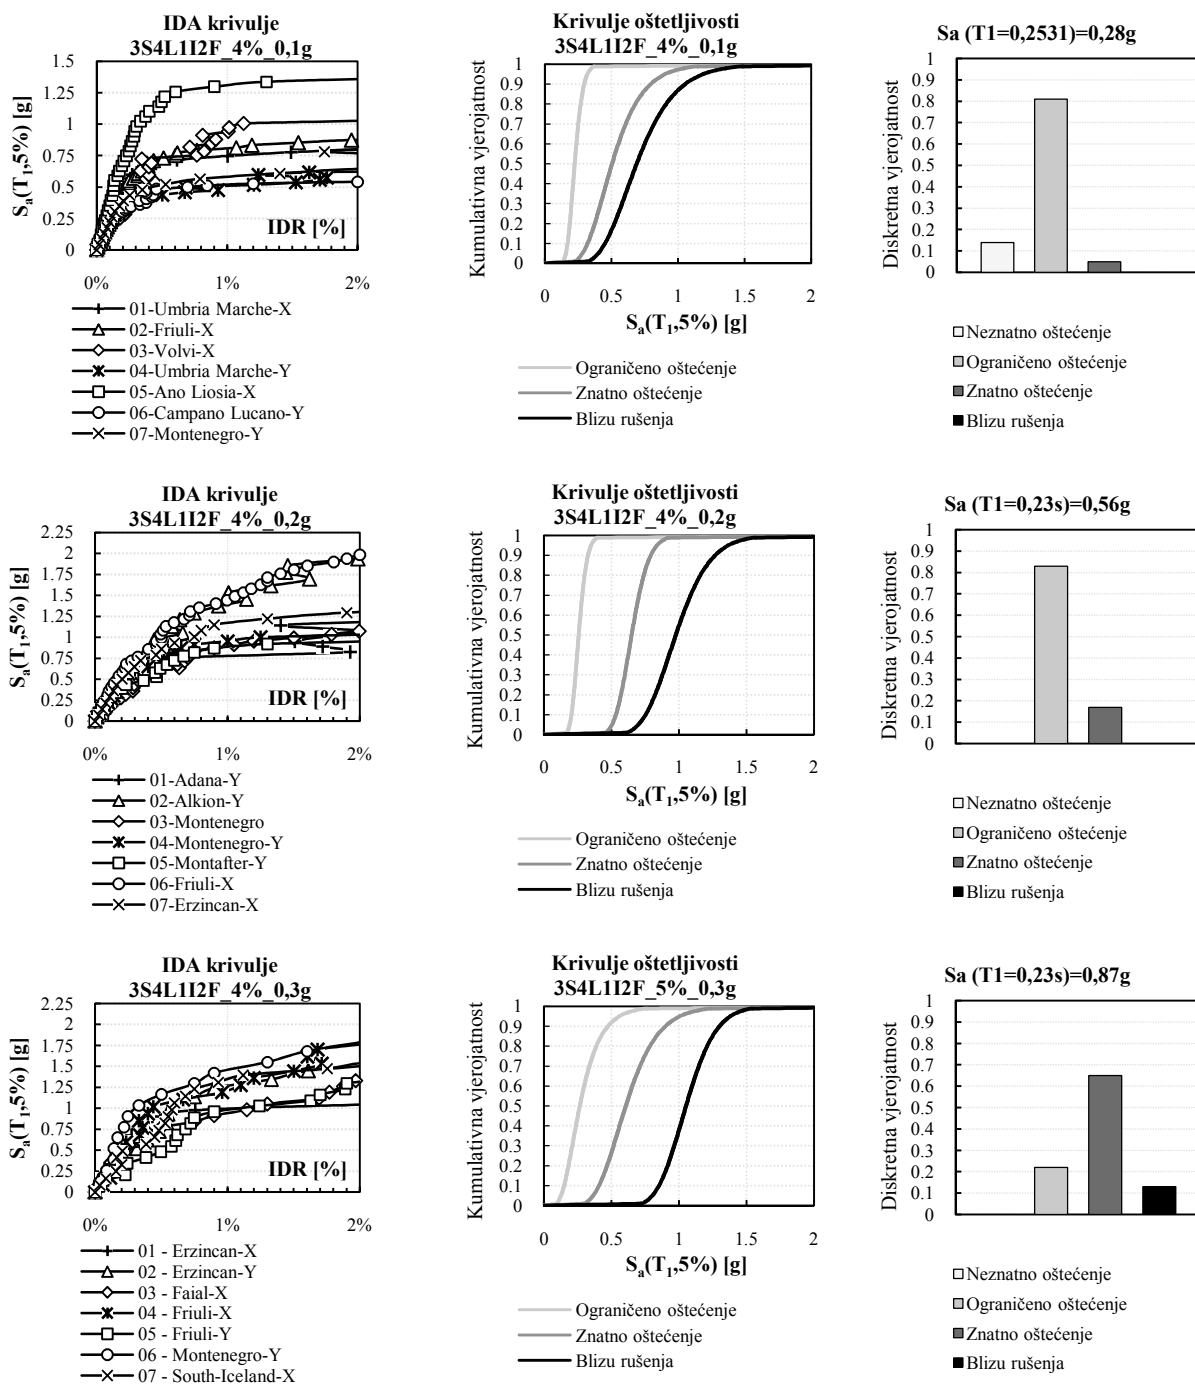 IDA krivulje
3S4L1I2F_4%_0,1g
1.5
1.25
1
0.75
0.5
0.25
0
Sa(T1,5%) [g]
IDR [%]
0%
1%
2%
01-Umbria Marche-X
02-Friuli-X
03-Volvi-X
04-Umbria Marche-Y
05-Ano Liosia-X
06-Campano Lucano-Y
07-Montenegro-Y
Krivulje oštetljivosti
3S4L1I2F_4%_0,1g
Kumulativna vjerojatnost
1
0.9
0.8
0.7
0.6
0.5
0.4
0.3
0.2
0.1
0
0
0.5
1
1.5
2
Sa(T1,5%) [g]
Ograničeno oštećenje
Znatno oštećenje
Blizu rušenja
Sa (T1=0,2531)=0,28g
Diskretna vjerojatnost
1
0.9
0.8
0.7
0.6
0.5
0.4
0.3
0.2
0.1
0
Neznatno oštećenje
Ograničeno oštećenje
Znatno oštećenje
Blizu rušenja
IDA krivulje
3S4L1I2F_4%_0,2g
2.25
2
1.75
1.5
1.25
1
0.75
0.5
0.25
0
Sa(T1,5%) [g]
IDR [%]
0%
1%
2%
01-Adana-Y
02-Alkion-Y
03-Montenegro
04-Montenegro-Y
05-Montafter-Y
06-Friuli-X
07-Erzincan-X
Krivulje oštetljivosti
3S4L1I2F_4%_0,2g
Kumulativna vjerojatnost
1
0.9
0.8
0.7
0.6
0.5
0.4
0.3
0.2
0.1
0
0
0.5
1
1.5
2
Sa(T1,5%) [g]
Ograničeno oštećenje
Znatno oštećenje
Blizu rušenja
Sa (T1=0,23s)=0,56g
Diskretna vjerojatnost
1
0.9
0.8
0.7
0.6
0.5
0.4
0.3
0.2
0.1
0
Neznatno oštećenje
Ograničeno oštećenje
Znatno oštećenje
Blizu rušenja
IDA krivulje
3S4L1I2F_4%_0,3g
2.25
2
1.75
1.5
1.25
1
0.75
0.5
0.25
0
Sa(T1,5%) [g]
IDR [%]
0%
1%
2%
01 - Erzincan-X
02 - Erzincan-Y
03 - Faial-X
04 - Friuli-X
05 - Friuli-Y
06 - Montenegro-Y
07 - South-Iceland-X
Krivulje oštetljivosti
3S4L1I2F_5%_0,3g
Kumulativna vjerojatnost
1
0.9
0.8
0.7
0.6
0.5
0.4
0.3
0.2
0.1
0
0
0.5
1
1.5
2
Sa(T1,5%) [g]
Ograničeno oštećenje
Znatno oštećenje
Blizu rušenja
Sa (T1=0,23s)=0,87g
Diskretna vjerojatnost
1
0.9
0.8
0.7
0.6
0.5
0.4
0.3
0.2
0.1
0
Neznatno oštećenje
Ograničeno oštećenje
Znatno oštećenje
Blizu rušenja